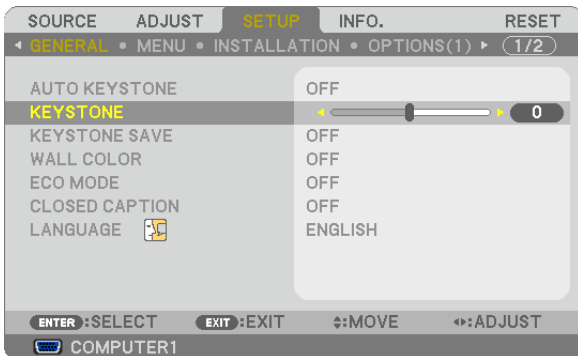 SOURCE ADJUST SETUP INFO. RESET
GENERAL • MENU • INSTALLATION • OPTIONS(1) 1/2
AUTO KEYSTONE OFF
KEYSTONE 0
KEYSTONE SAVE OFF
WALL COLOR OFF
ECO MODE OFF
CLOSED CAPTION OFF
LANGUAGE ENGLISH
ENTER :SELECT EXIT :EXIT :MOVE :ADJUST
COMPUTER1